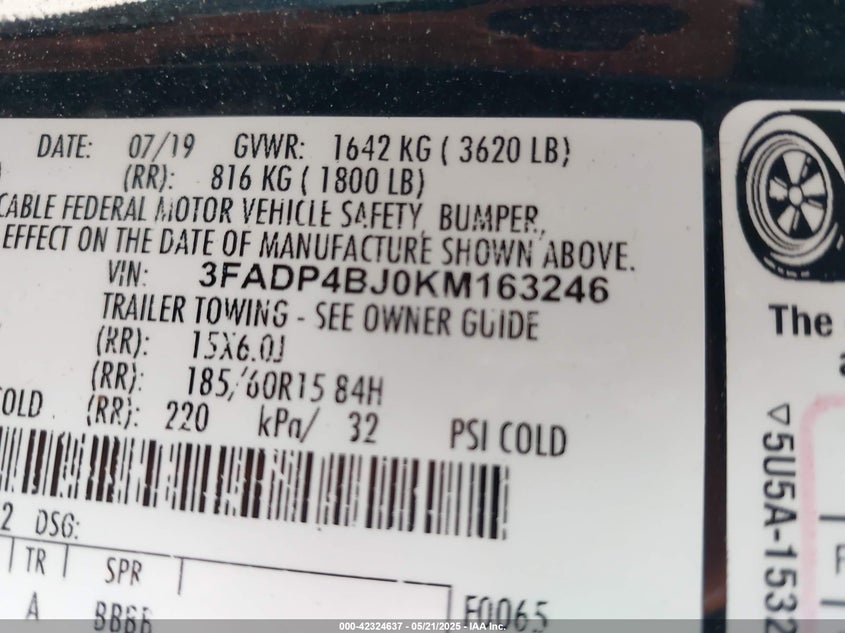 DATE: 07/19 GVWR: 1642 KG ( 3620 LB)
(RR): 816 KG ( 1800 LB)
CABLE FEDERAL MOTOR VEHICLE SAFETY, BUMPER,
EFFECT ON THE DATE OF MANUFACTURE SHOWN ABOVE.
VIN: 3FADP4BJ0KM163246
TRAILER TOWING - SEE OWNER GUIDE
(RR): 15X6.0J
(RR): 185/60R15 84H
COLD (RR): 220 kPa/ 32 PSI COLD
2 DSG:
TR SPR
A BB6B
E0065
The
a
5U5A-1532
F
000-42324637 - 05/21/2025 - IAA Inc.